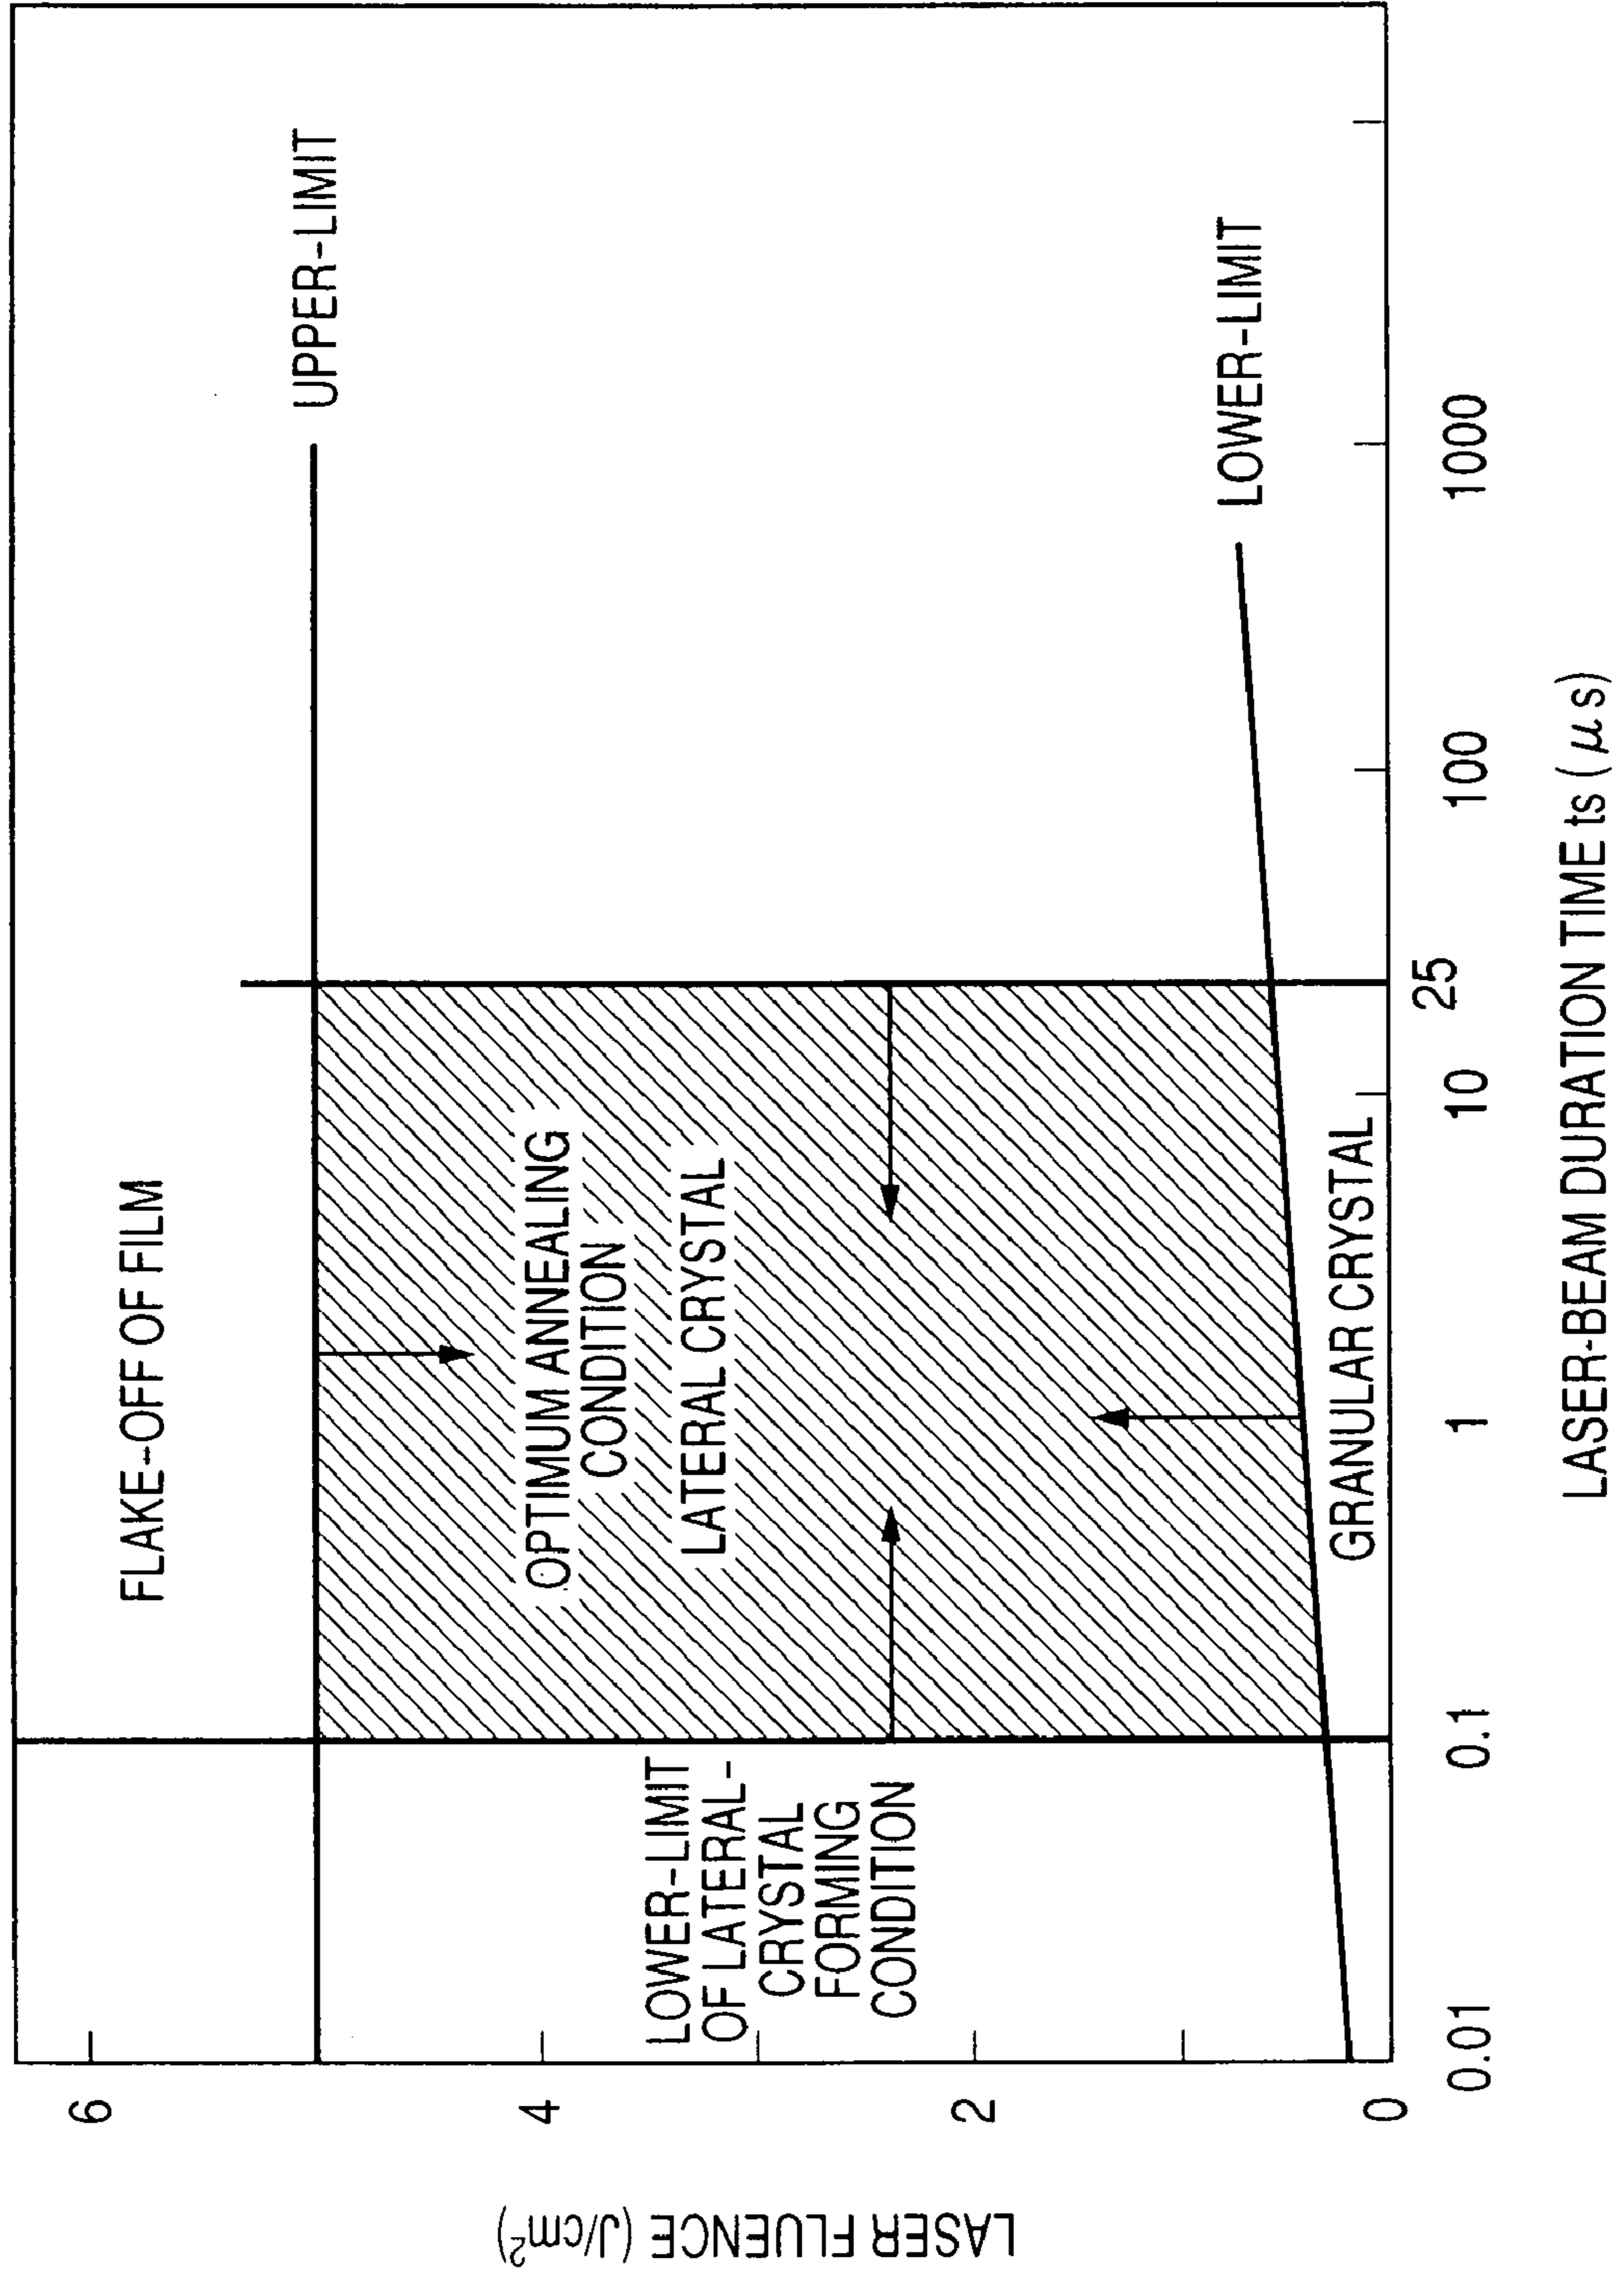 FLAKE-OFF OF FILM
UPPER-LIMIT
OPTIMUM ANNEALING
CONDITION
LATERAL CRYSTAL
LOWER-LIMIT
OF LATERAL-
CRYSTAL
FORMING
CONDITION
LOWER-LIMIT
GRANULAR CRYSTAL
6
4
2
0
LASER FLUENCE (J/cm²)
0.01
0.1
1
10
25
100
1000
LASER-BEAM DURATION TIME ts (μs)